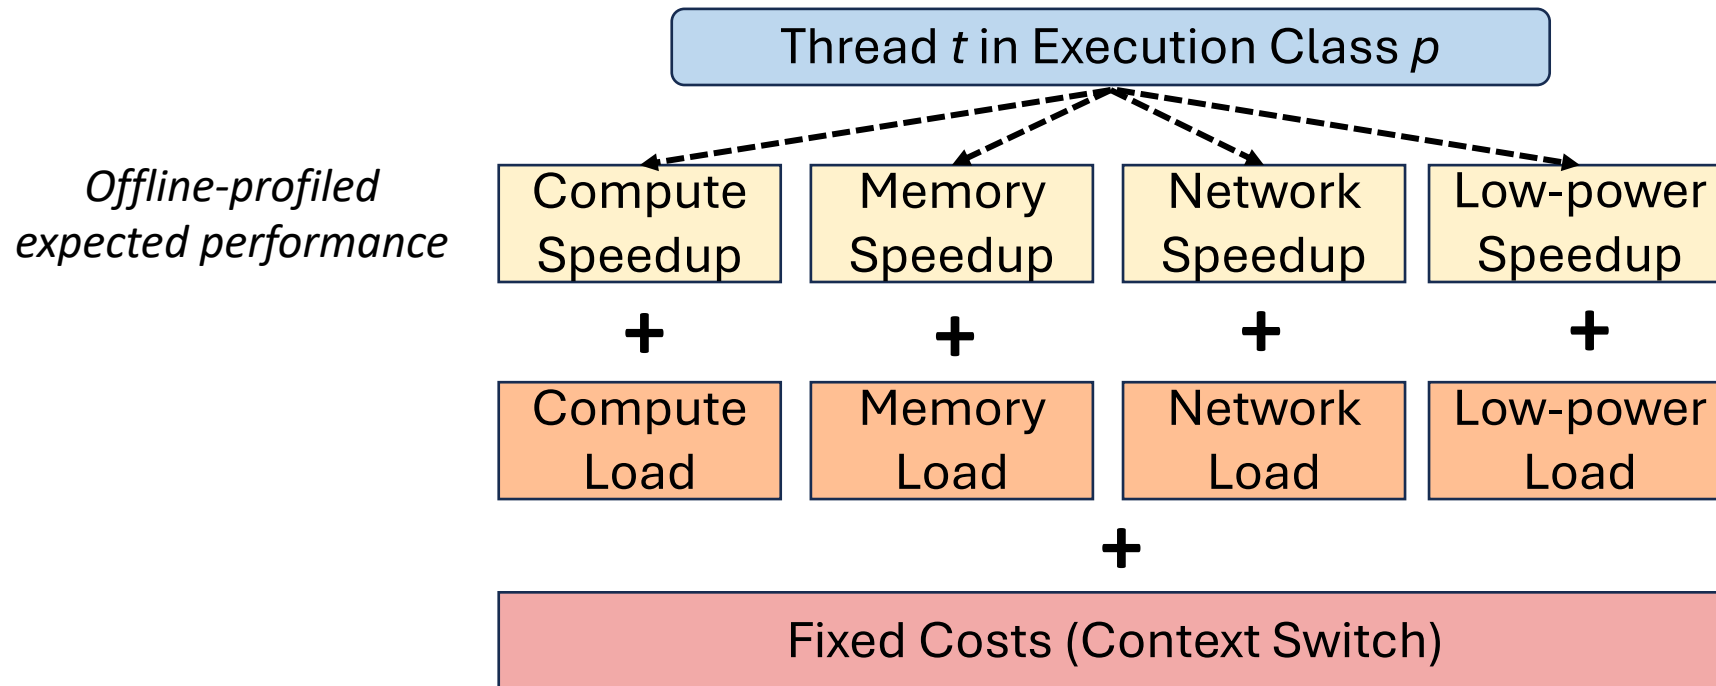 Thread t in Execution Class p
Offline-profiled
expected performance
Compute
Speedup
Memory
Speedup
Network
Speedup
Low-power
Speedup
+ + + +
Compute
Load
Memory
Load
Network
Load
Low-power
Load
+
Fixed Costs (Context Switch)